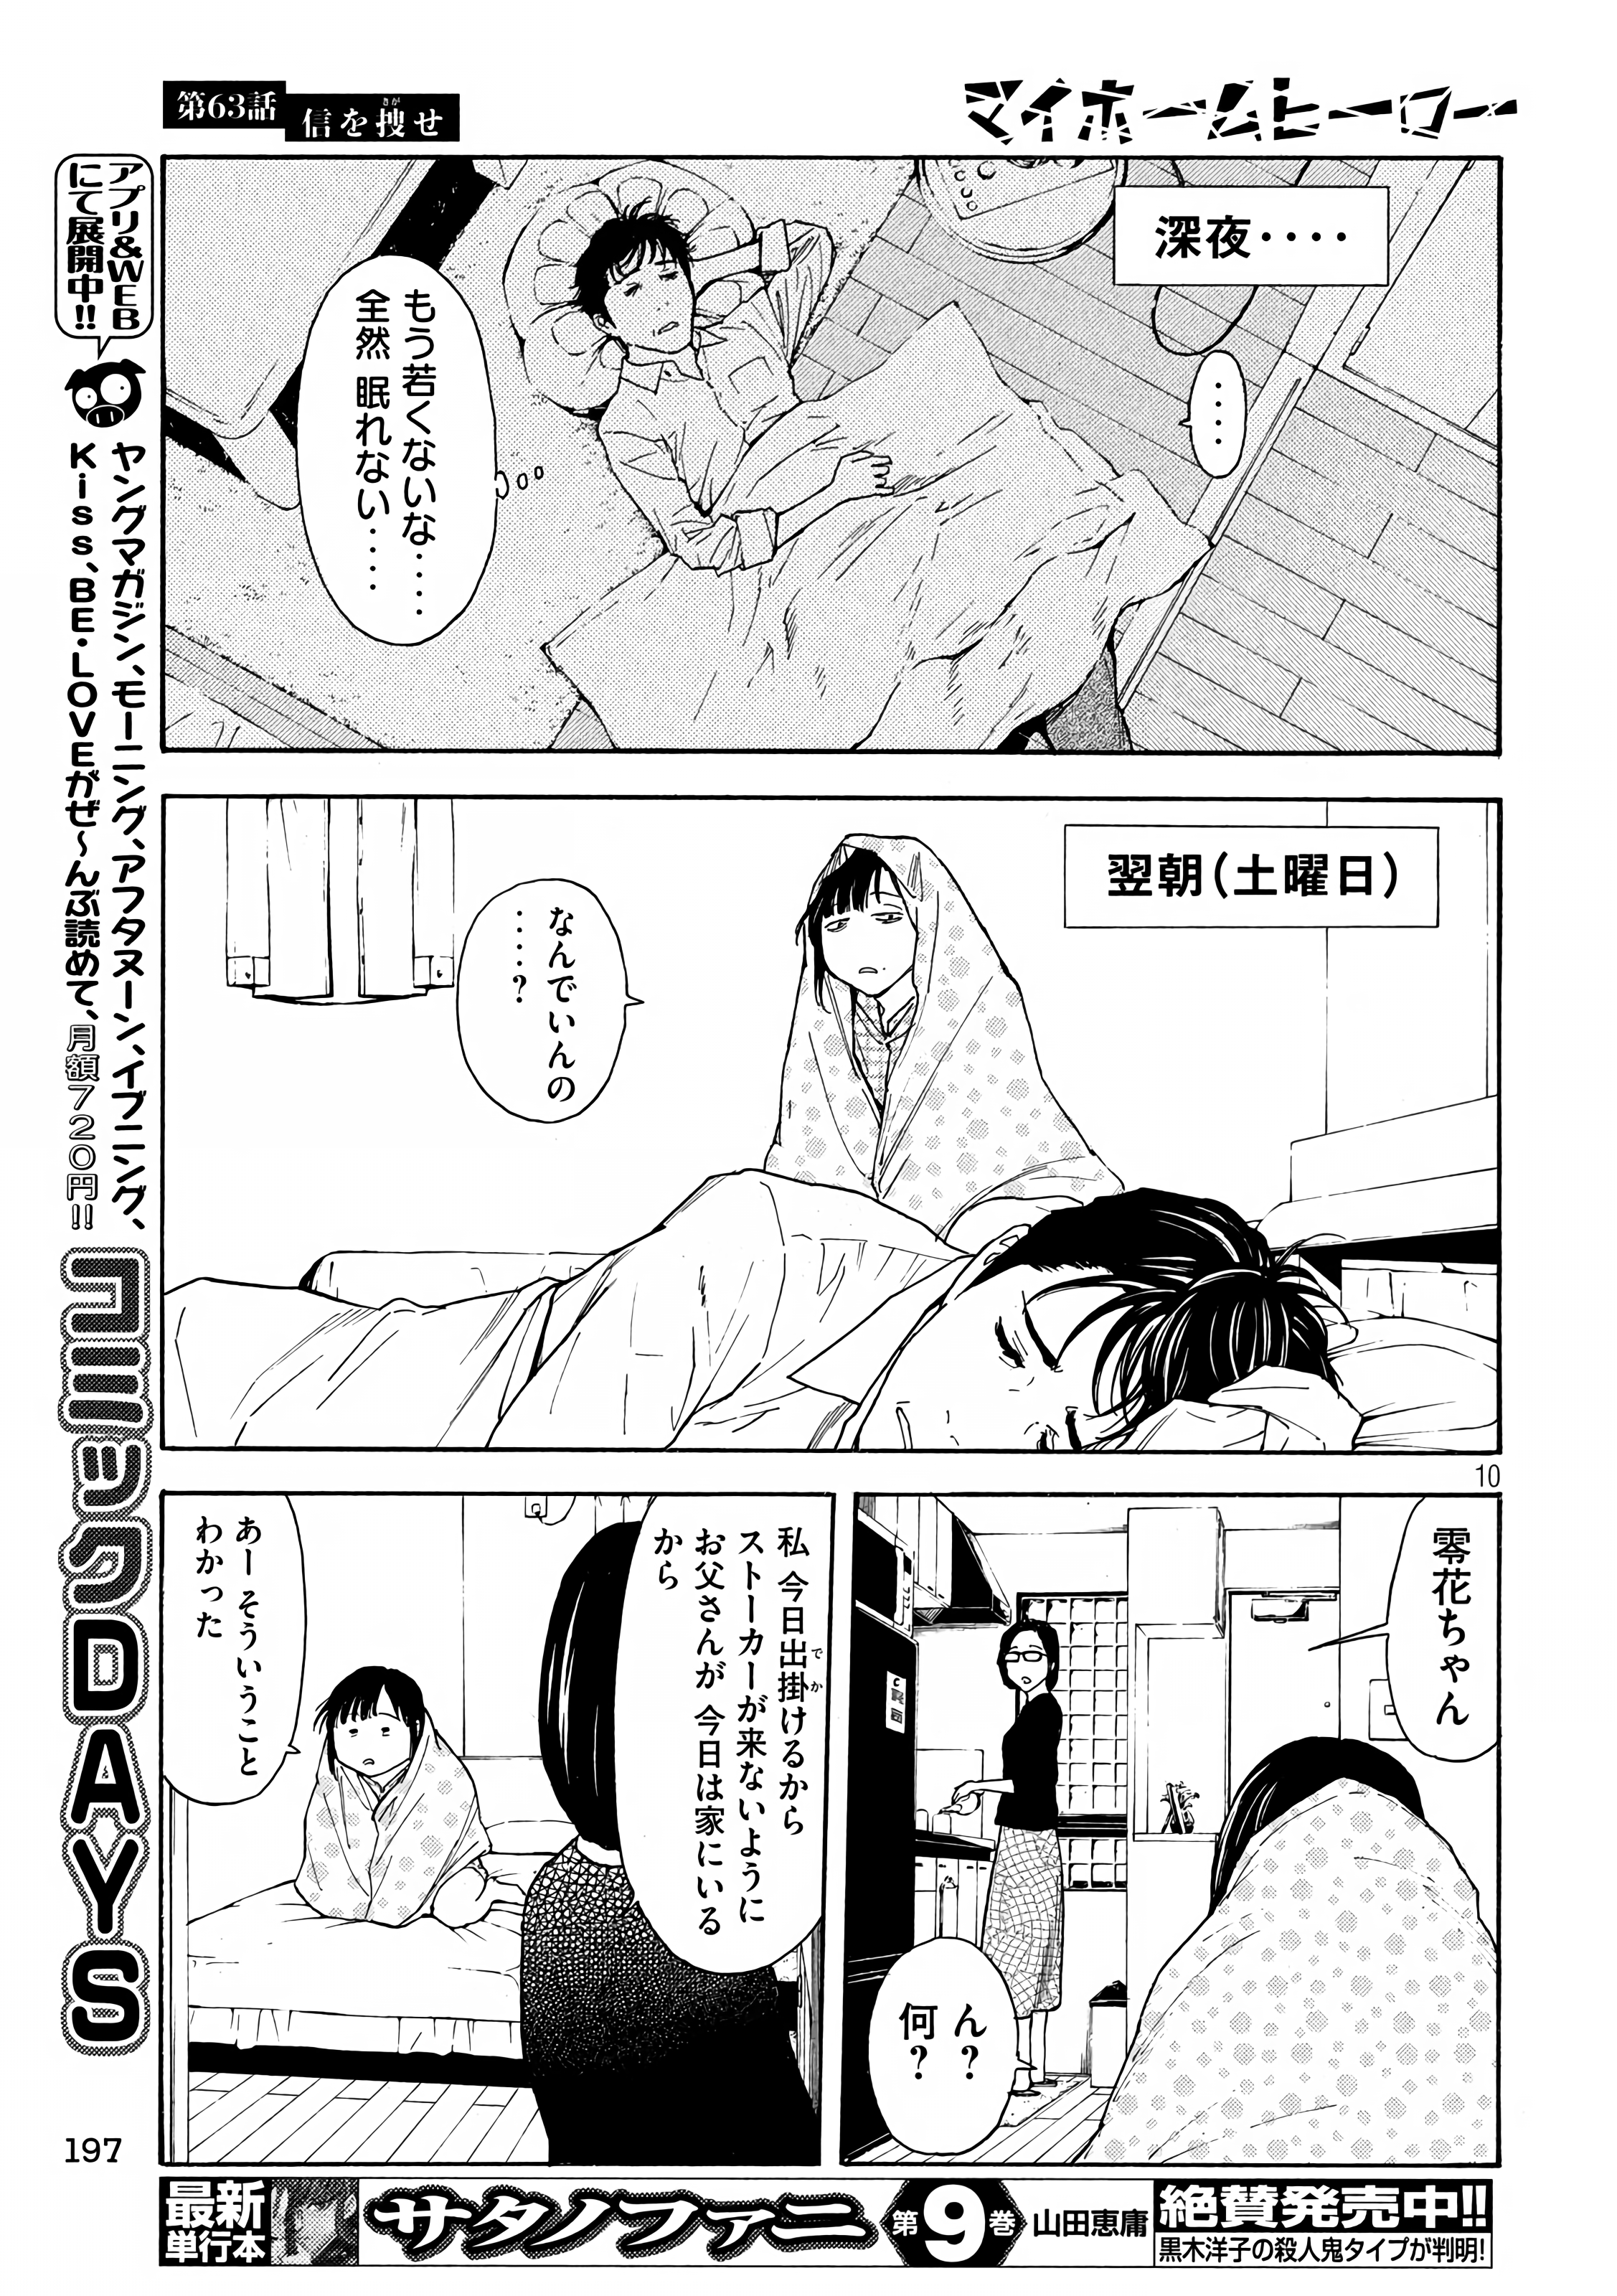 第63話
信を捜せ
さが
マイホームヒーロー
深夜‥‥
‥‥
もう若くないな‥‥
全然 眠れない‥‥
翌朝(土曜日)
なんでいんの
‥‥?
10
零花ちゃん
ん?
何?
私 今日出掛けるから
でか
ストーカーが来ないように
お父さんが 今日は家にいる
から
あー そういうこと
わかった
アプリ&WEB
にて展開中!!
ヤングマガジン、モーニング、アフタヌーン、イブニング、
Kiss、BE・LOVEがぜ～んぶ読めて、月額720円!!
コミックDAYS
197
最新
単行本
サタノファニ
第9巻
山田恵庸
絶賛発売中!!
黒木洋子の殺人鬼タイプが判明!